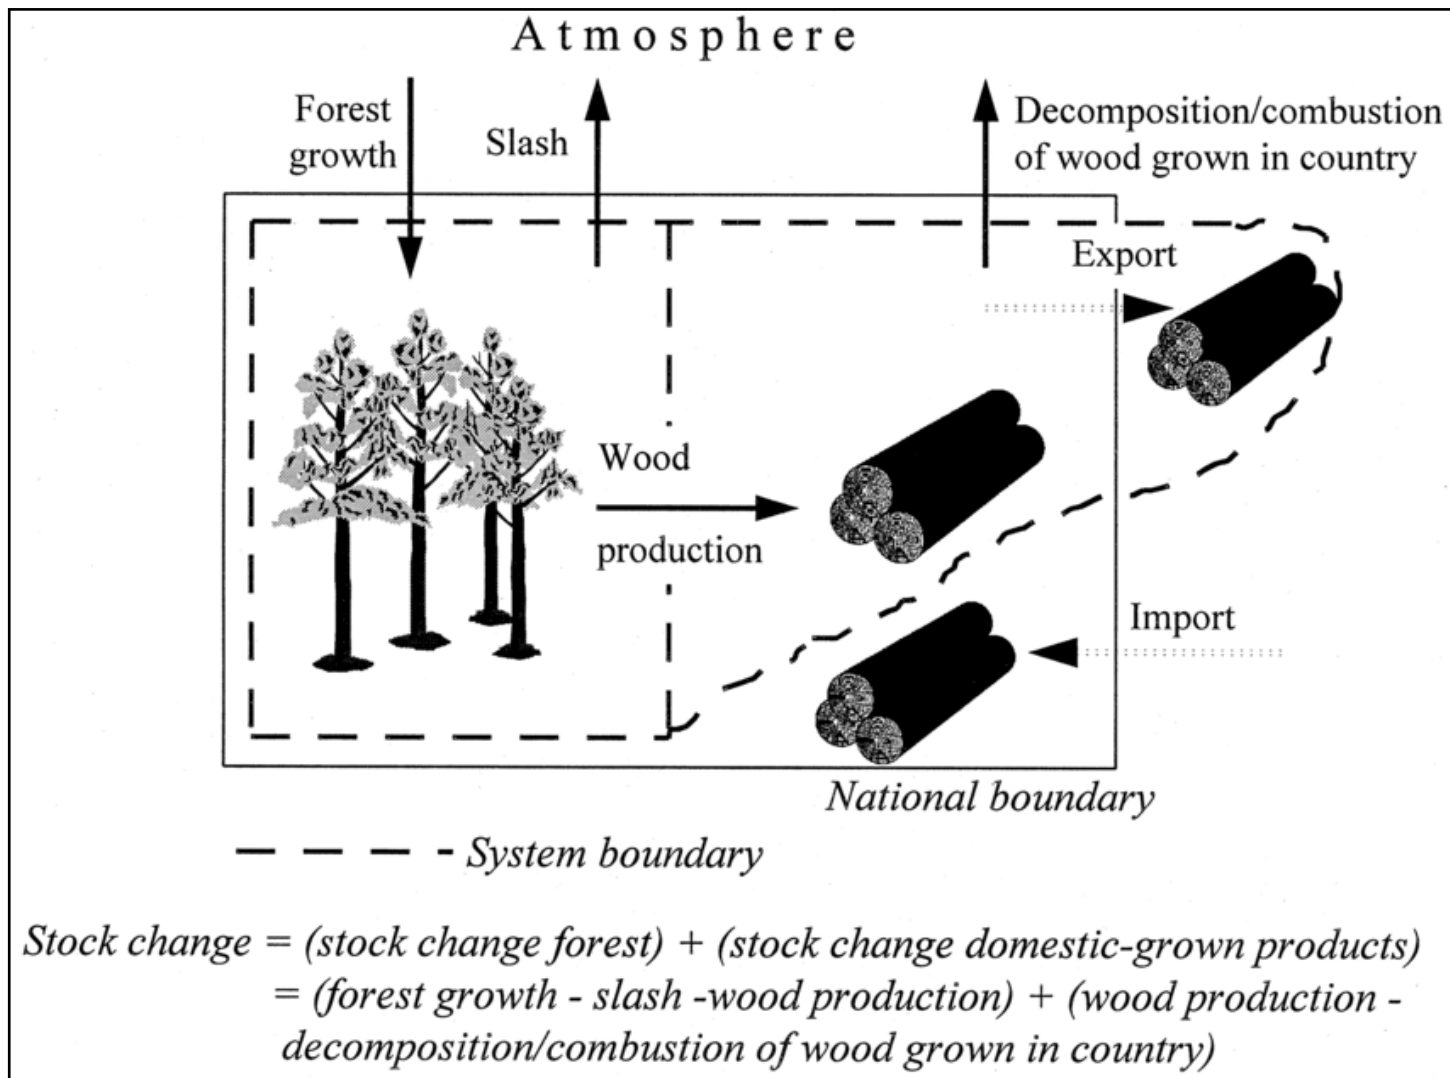 Atmosphere
Forest
growth
Slash
Decomposition/combustion
of wood grown in country
Export
Wood
production
Import
National boundary
System boundary
Stock change = (stock change forest) + (stock change domestic-grown products)
= (forest growth - slash -wood production) + (wood production -
decomposition/combustion of wood grown in country)